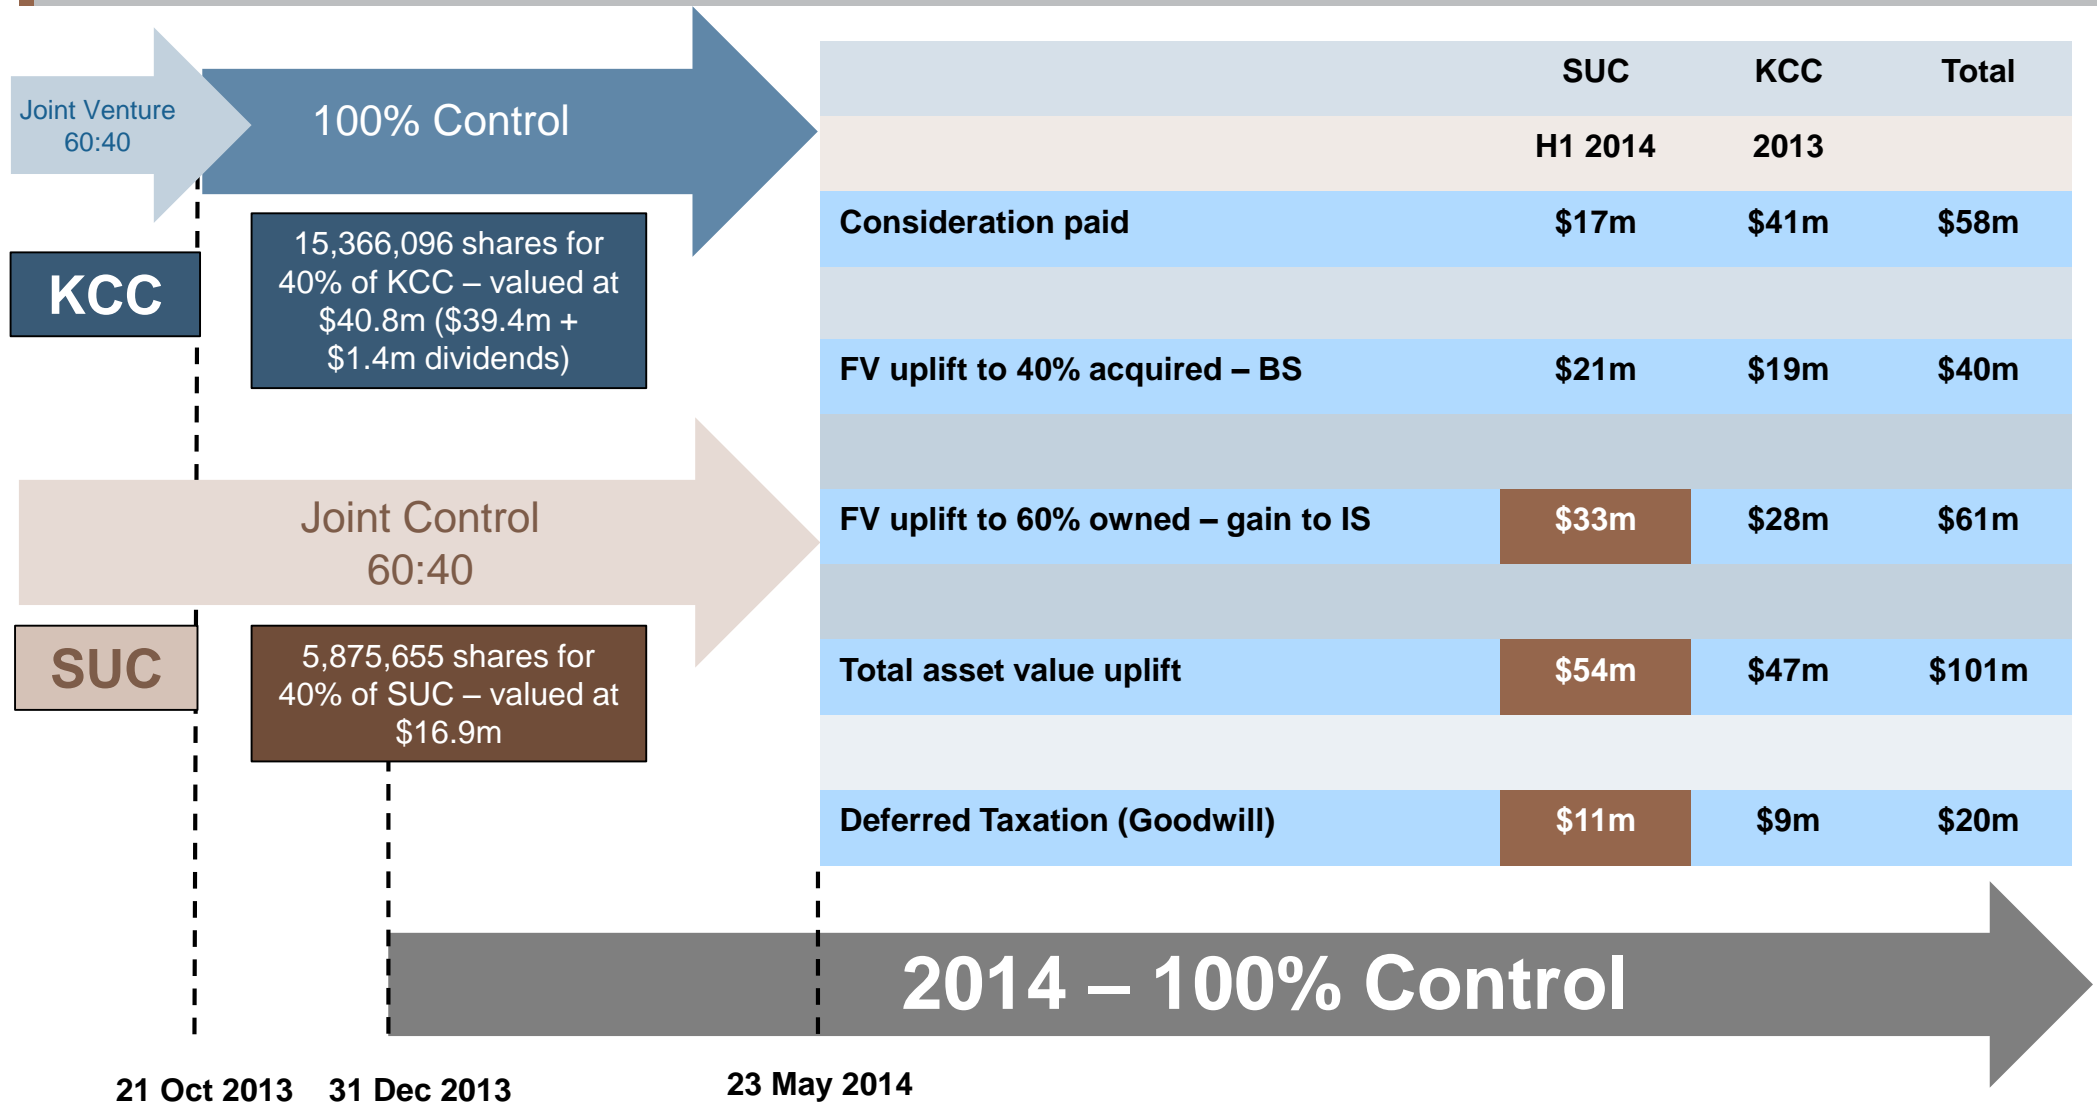 Joint Venture
60:40
100% Control
KCC
15,366,096 shares for
40% of KCC – valued at
$40.8m ($39.4m +
$1.4m dividends)
Joint Control
60:40
SUC
5,875,655 shares for
40% of SUC – valued at
$16.9m
SUC KCC Total
H1 2014 2013
Consideration paid $17m $41m $58m
FV uplift to 40% acquired – BS $21m $19m $40m
FV uplift to 60% owned – gain to IS $33m $28m $61m
Total asset value uplift $54m $47m $101m
Deferred Taxation (Goodwill) $11m $9m $20m
2014 – 100% Control
21 Oct 2013 31 Dec 2013 23 May 2014